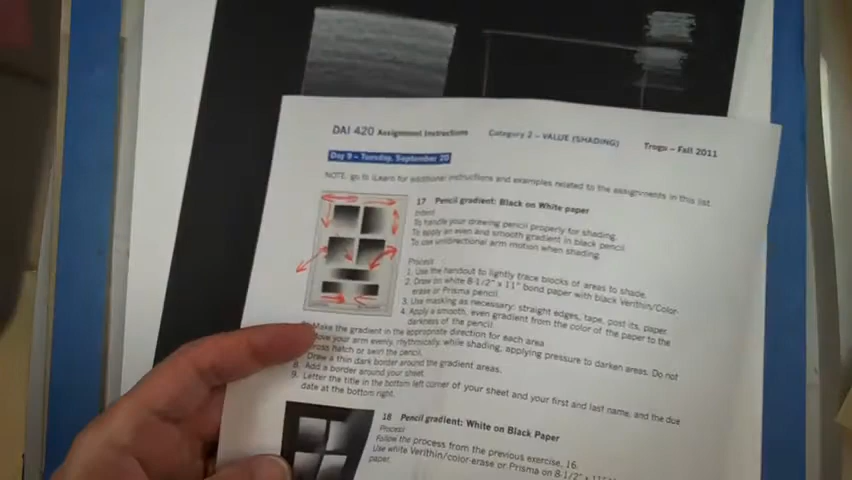 DAI 420 Assignment Instructions Category 2 – VALUE (SHADING) Trogu – Fall 2011
Day 9 – Tuesday, September 20
NOTE: go to iLearn for additional instructions and examples related to the assignments in this list.
17 Pencil gradient: Black on White paper
Intent
To handle your drawing pencil properly for shading.
To apply an even and smooth gradient in black pencil.
To use unidirectional arm motion when shading.
Process
1. Use the handout to lightly trace blocks of areas to shade.
2. Draw on white 8-1/2" x 11" bond paper with black Verithin/Color-
erase or Prisma pencil.
3. Use masking as necessary: straight edges, tape, post its, paper.
4. Apply a smooth, even gradient from the color of the paper to the
darkness of the pencil.
Make the gradient in the appropriate direction for each area
Move your arm evenly, rhythmically, while shading, applying pressure to darken areas. Do not
cross hatch or swirl the pencil.
Draw a thin dark border around the gradient areas.
8. Add a border around your sheet.
9. Letter the title in the bottom left corner of your sheet and your first and last name, and the due
date at the bottom right.
18 Pencil gradient: White on Black Paper
Process
Follow the process from the previous exercise, 16.
Use white Verithin/color-erase or Prisma on 8-1/2" x 11"
paper.